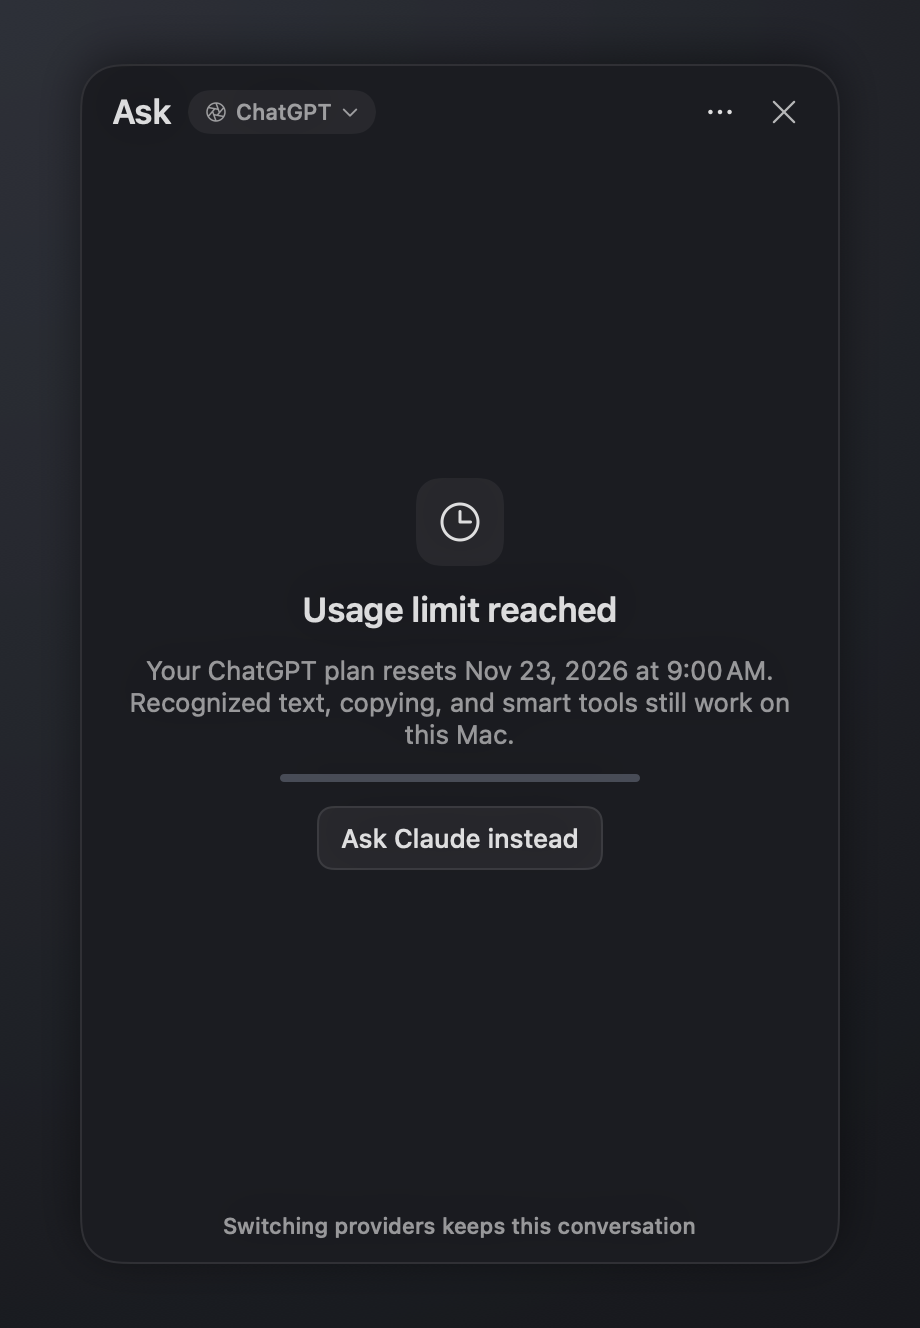 Ask
ChatGPT
Usage limit reached
Your ChatGPT plan resets Nov 23, 2026 at 9:00 AM.
Recognized text, copying, and smart tools still work on
this Mac.
Ask Claude instead
Switching providers keeps this conversation